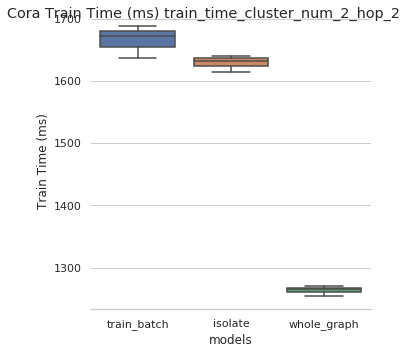 Cora Train Time (ms) train_time_cluster_num_2_hop_2
1700
1600
1500
1400
1300
Train Time (ms)
train_batch
isolate
whole_graph
models